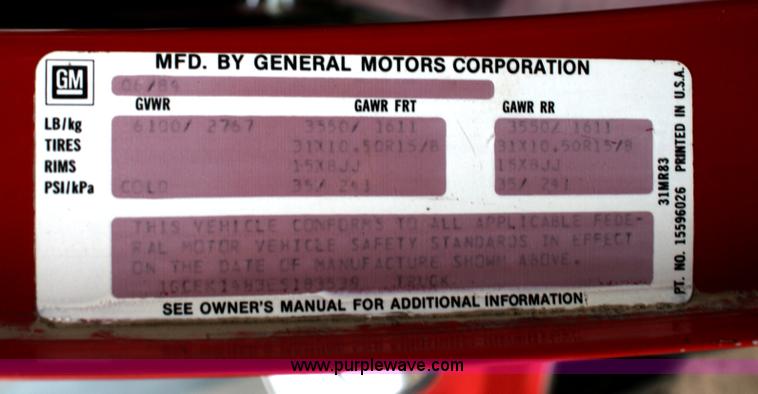 GM
MFD. BY GENERAL MOTORS CORPORATION
06/84
GVWR GAWR FRT GAWR RR
LB/kg 6100/ 2767 3550/ 1611 3550/ 1611
TIRES 31X10.50R15/B 31X10.50R15/B
RIMS 15X8JJ 15X8JJ
PSI/kPa COLD 35/ 241 35/ 241
THIS VEHICLE CONFORMS TO ALL APPLICABLE FEDE-
RAL MOTOR VEHICLE SAFETY STANDARDS IN EFFECT
ON THE DATE OF MANUFACTURE SHOWN ABOVE.
TRUCK
SEE OWNER'S MANUAL FOR ADDITIONAL INFORMATION
31MR83
PT. NO. 15596026 PRINTED IN U.S.A.
www.purplewave.com